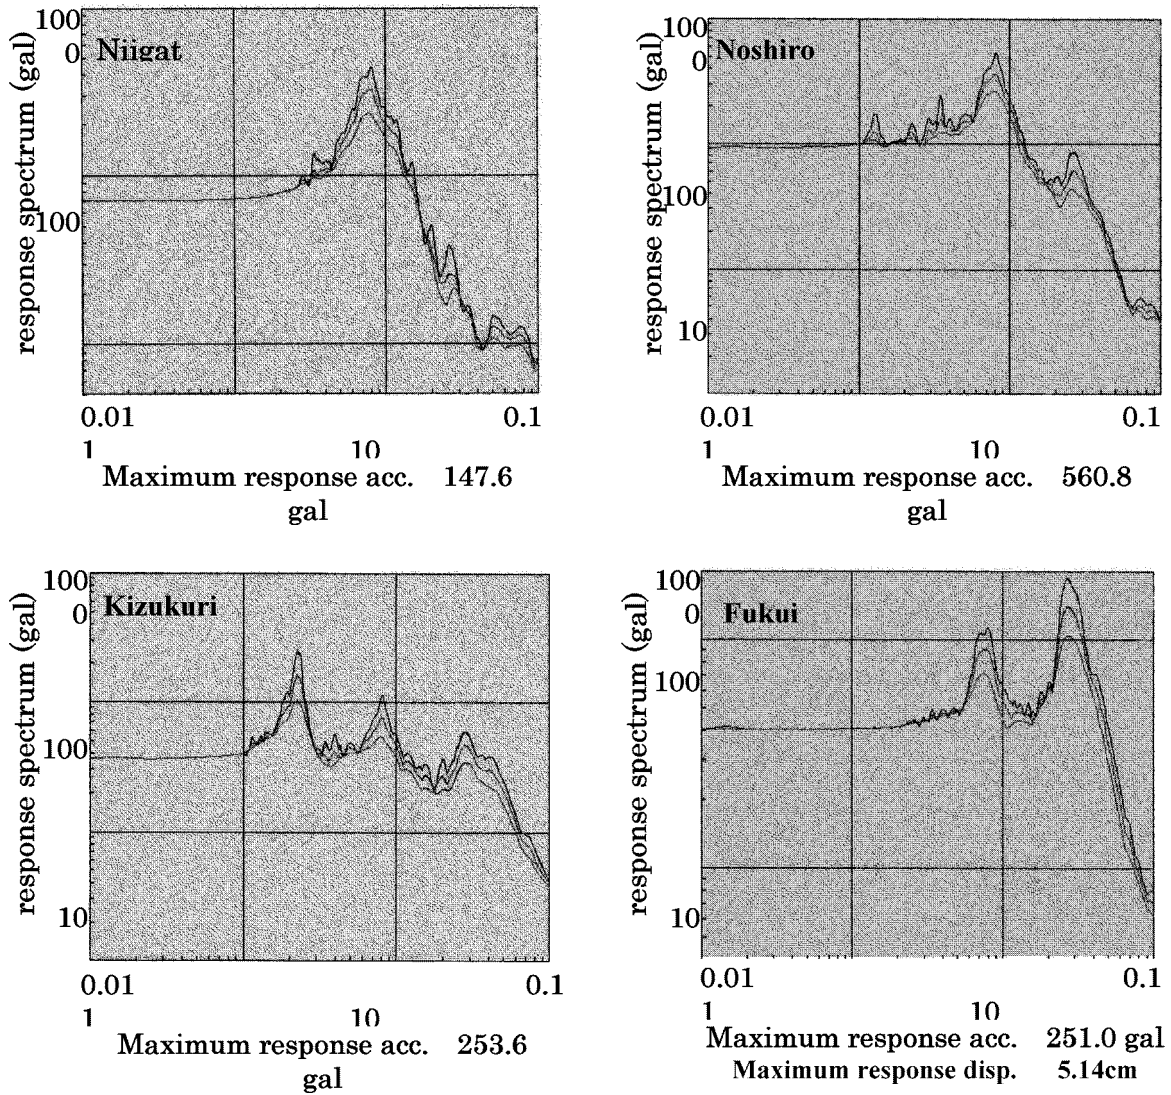 100
0
Niigat
response spectrum (gal)
100
0.01 0.1
1 10
Maximum response acc. 147.6
gal
100
0
Noshiro
response spectrum (gal)
100
10
0.01 0.1
1 10
Maximum response acc. 560.8
gal
100
0
Kizukuri
response spectrum (gal)
100
10
0.01 0.1
1 10
Maximum response acc. 253.6
gal
100
0
Fukui
response spectrum (gal)
100
10
0.01 0.1
1 10
Maximum response acc. 251.0 gal
Maximum response disp. 5.14cm